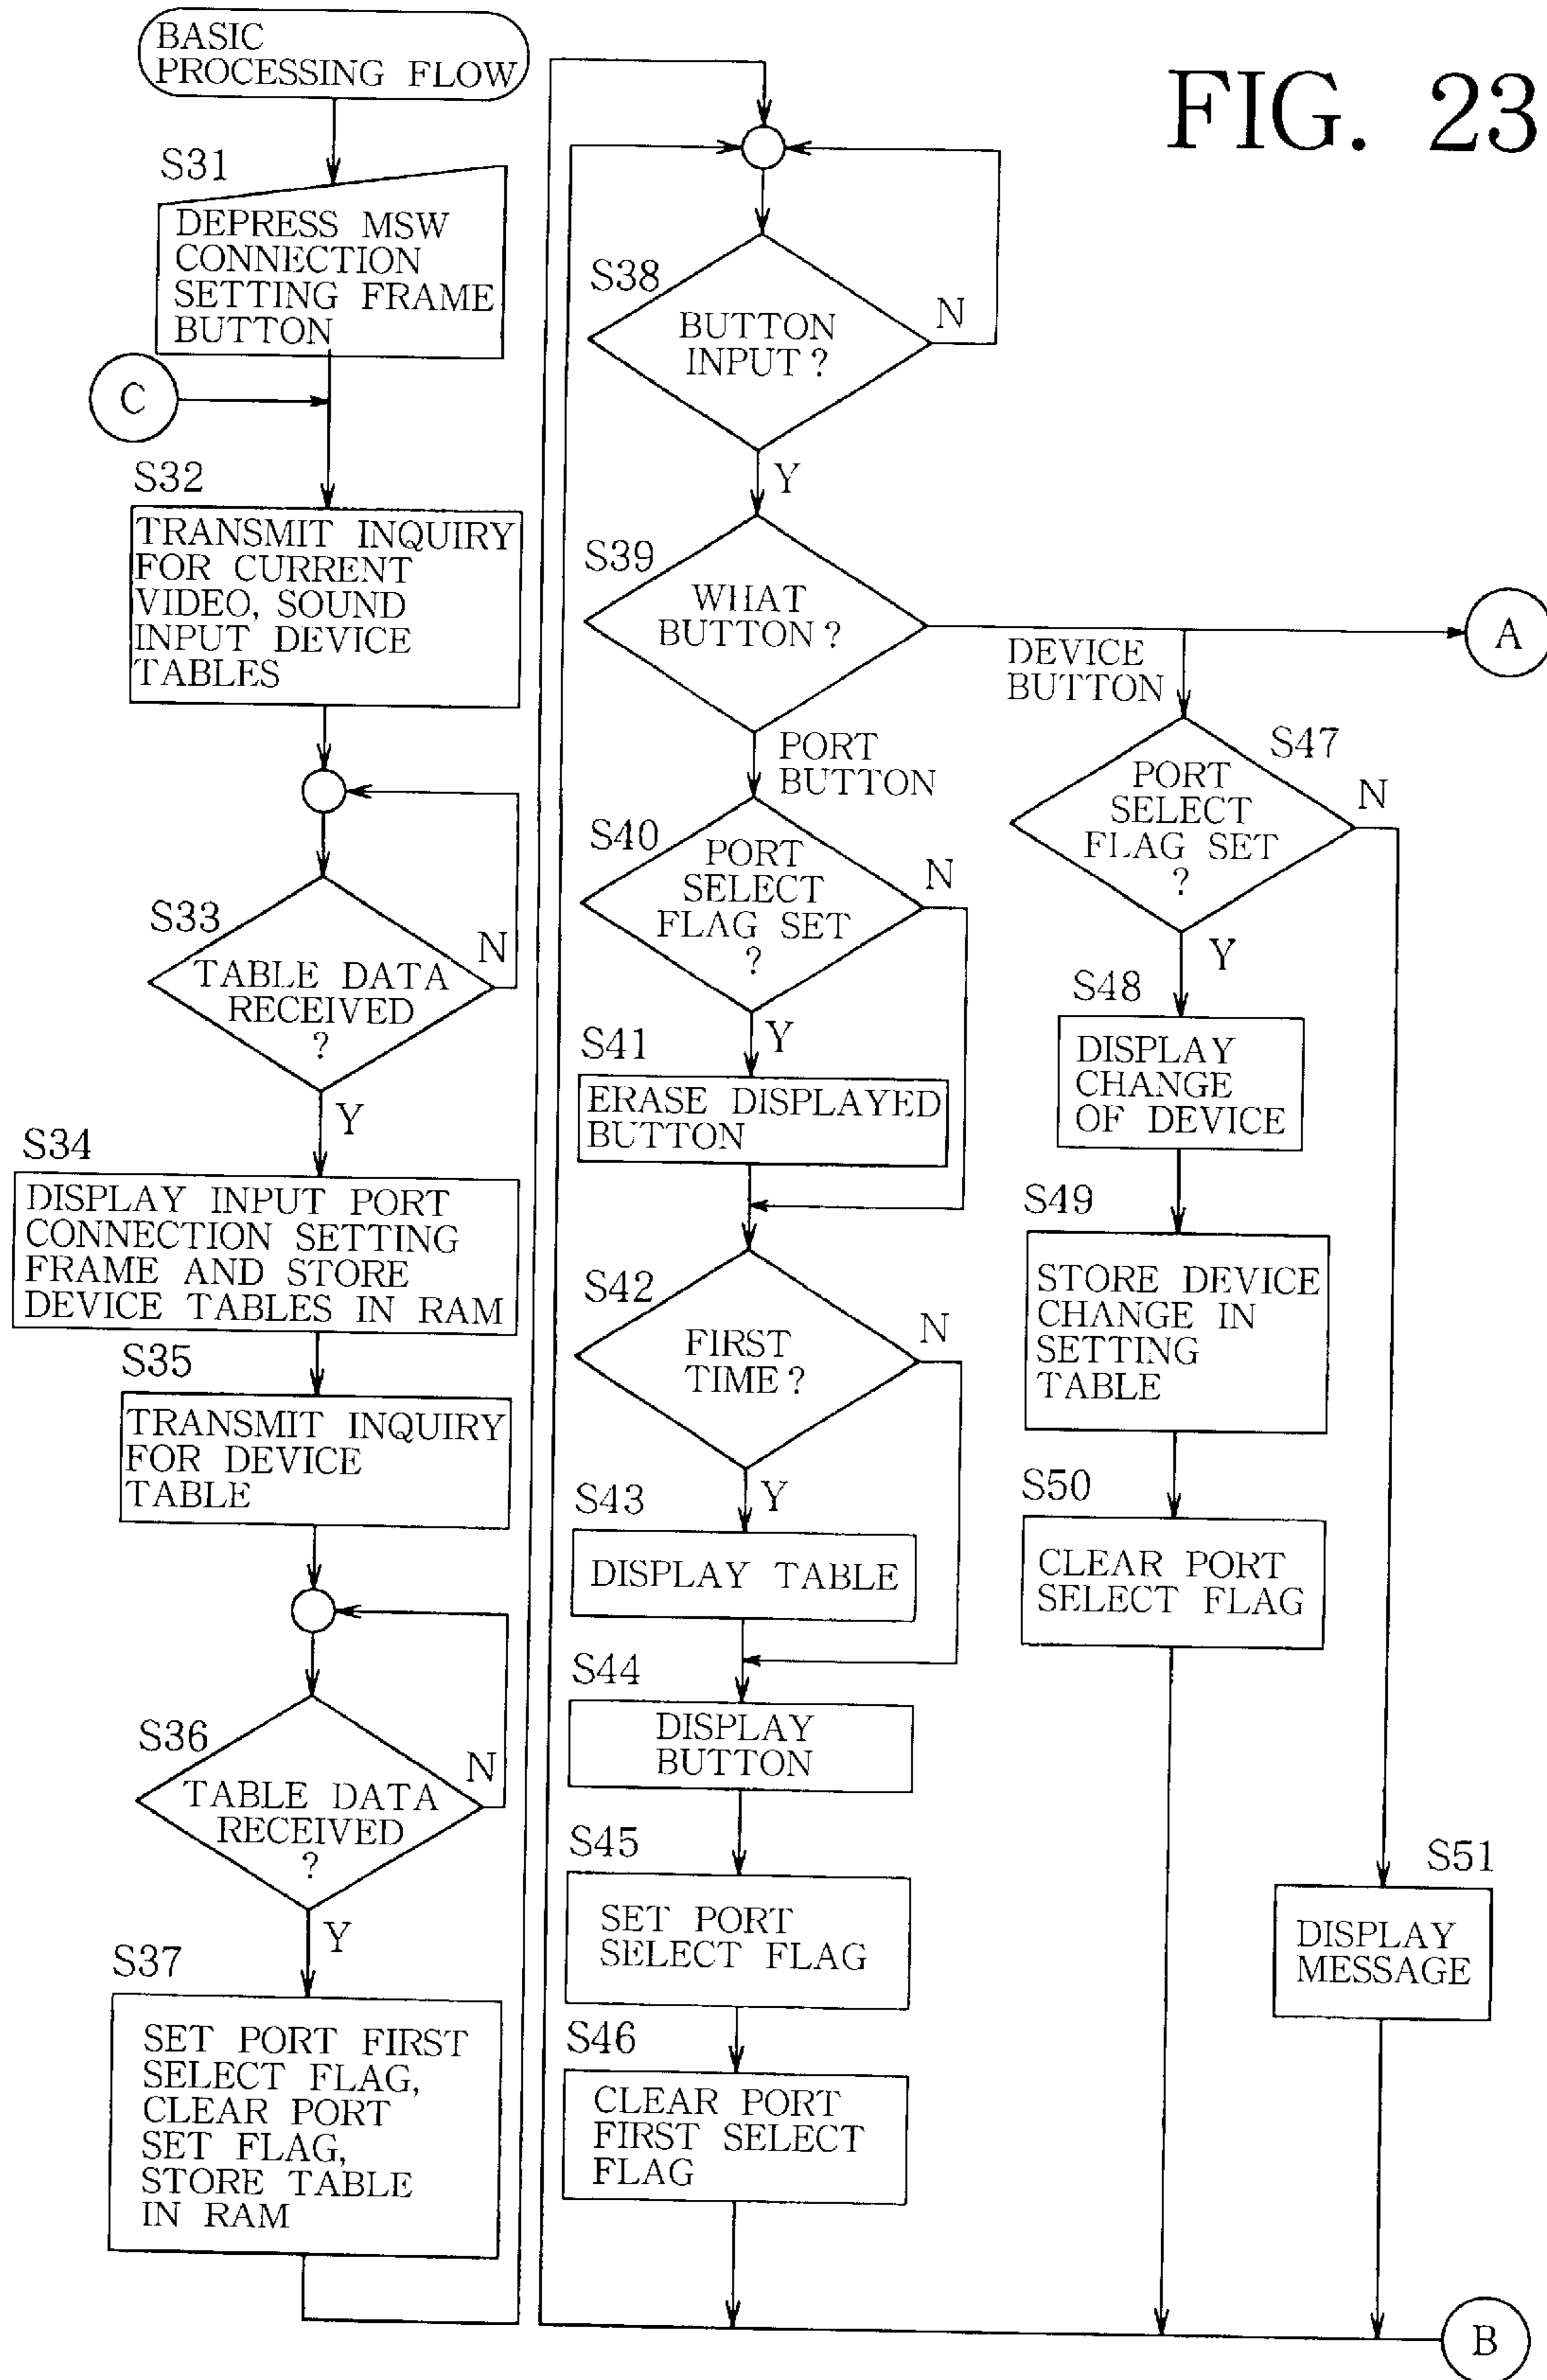 FIG. 23
BASIC
PROCESSING FLOW
S31
DEPRESS MSW
CONNECTION
SETTING FRAME
BUTTON
C
S32
TRANSMIT INQUIRY
FOR CURRENT
VIDEO, SOUND
INPUT DEVICE
TABLES
S33
TABLE DATA
RECEIVED
?
N
Y
S34
DISPLAY INPUT PORT
CONNECTION SETTING
FRAME AND STORE
DEVICE TABLES IN RAM
S35
TRANSMIT INQUIRY
FOR DEVICE
TABLE
S36
TABLE DATA
RECEIVED
?
N
Y
S37
SET PORT FIRST
SELECT FLAG,
CLEAR PORT
SET FLAG,
STORE TABLE
IN RAM
S38
BUTTON
INPUT ?
N
Y
S39
WHAT
BUTTON ?
A
PORT
BUTTON
S40
PORT
SELECT
FLAG SET
?
N
Y
S41
ERASE DISPLAYED
BUTTON
S42
FIRST
TIME ?
N
Y
S43
DISPLAY TABLE
S44
DISPLAY
BUTTON
S45
SET PORT
SELECT FLAG
S46
CLEAR PORT
FIRST SELECT
FLAG
DEVICE
BUTTON
S47
PORT
SELECT
FLAG SET
?
N
Y
S48
DISPLAY
CHANGE
OF DEVICE
S49
STORE DEVICE
CHANGE IN
SETTING
TABLE
S50
CLEAR PORT
SELECT FLAG
S51
DISPLAY
MESSAGE
B